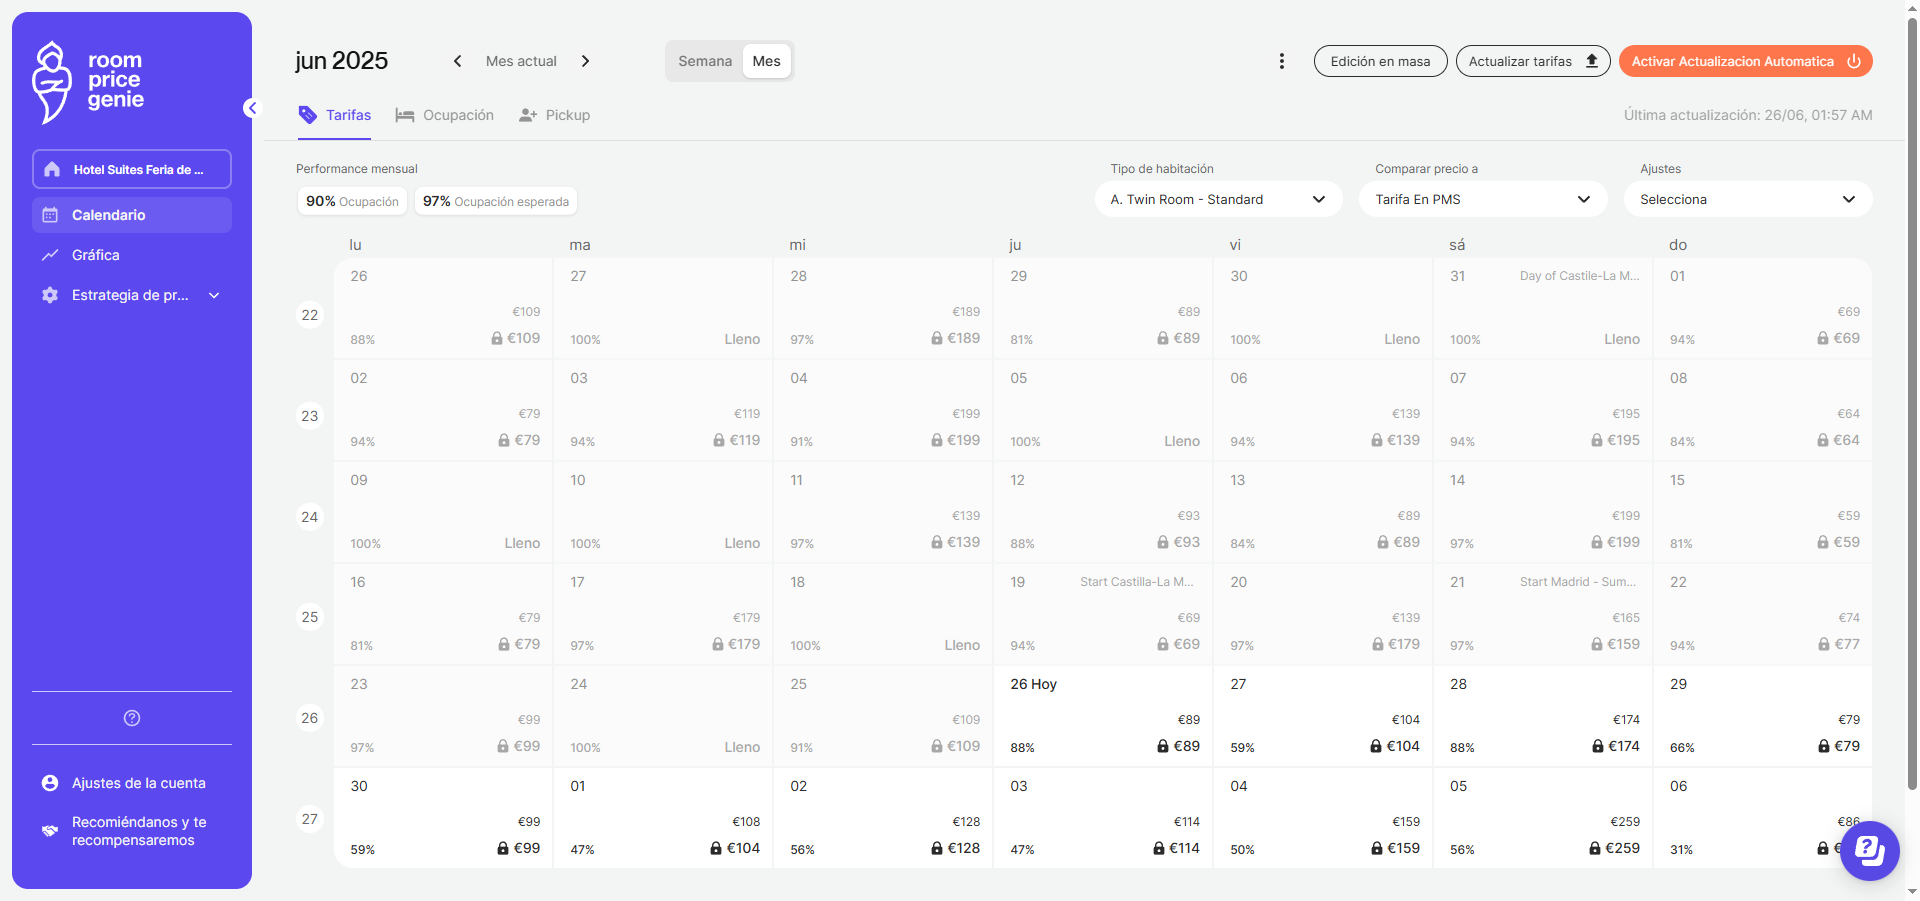 room
price
genie
Hotel Suites Feria de ...
Calendario
Gráfica
Estrategia de pr...
Ajustes de la cuenta
Recomiéndanos y te
recompensaremos
jun 2025
Mes actual
Semana Mes
Edición en masa
Actualizar tarifas
Activar Actualizacion Automatica
Tarifas Ocupación Pickup
Última actualización: 26/06, 01:57 AM
Performance mensual
90% Ocupación
97% Ocupación esperada
Tipo de habitación
A. Twin Room - Standard
Comparar precio a
Tarifa En PMS
Ajustes
Selecciona
lu ma mi ju vi sá do
22
26 27 28 29 30 31 Day of Castile-La M... 01
€109 €189 €89 €69
88% €109 100% Lleno 97% €189 81% €89 100% Lleno 100% Lleno 94% €69
23
02 03 04 05 06 07 08
€79 €119 €199 €139 €195 €64
94% €79 94% €119 91% €199 100% Lleno 94% €139 94% €195 84% €64
24
09 10 11 12 13 14 15
€139 €93 €89 €199 €59
100% Lleno 100% Lleno 97% €139 88% €93 84% €89 97% €199 81% €59
25
16 17 18 19 Start Castilla-La M... 20 21 Start Madrid - Sum... 22
€79 €179 €69 €139 €165 €74
81% €79 97% €179 100% Lleno 94% €69 97% €179 97% €159 94% €77
26
23 24 25 26 Hoy 27 28 29
€99 €109 €89 €104 €174 €79
97% €99 100% Lleno 91% €109 88% €89 59% €104 88% €174 66% €79
27
30 01 02 03 04 05 06
€99 €108 €128 €114 €159 €259 €86
59% €99 47% €104 56% €128 47% €114 50% €159 56% €259 31%